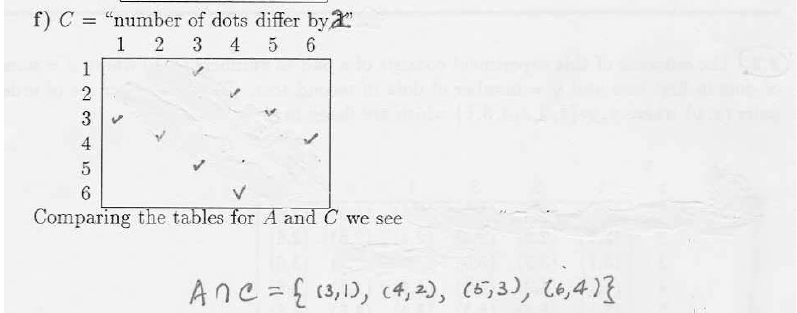 f) C = "number of dots differ by 2"
1 2 3 4 5 6
1 ✓
2 ✓
3 ✓ ✓
4 ✓ ✓
5 ✓
6 ✓
Comparing the tables for A and C we see
A ∩ C = { (3,1), (4,2), (5,3), (6,4) }